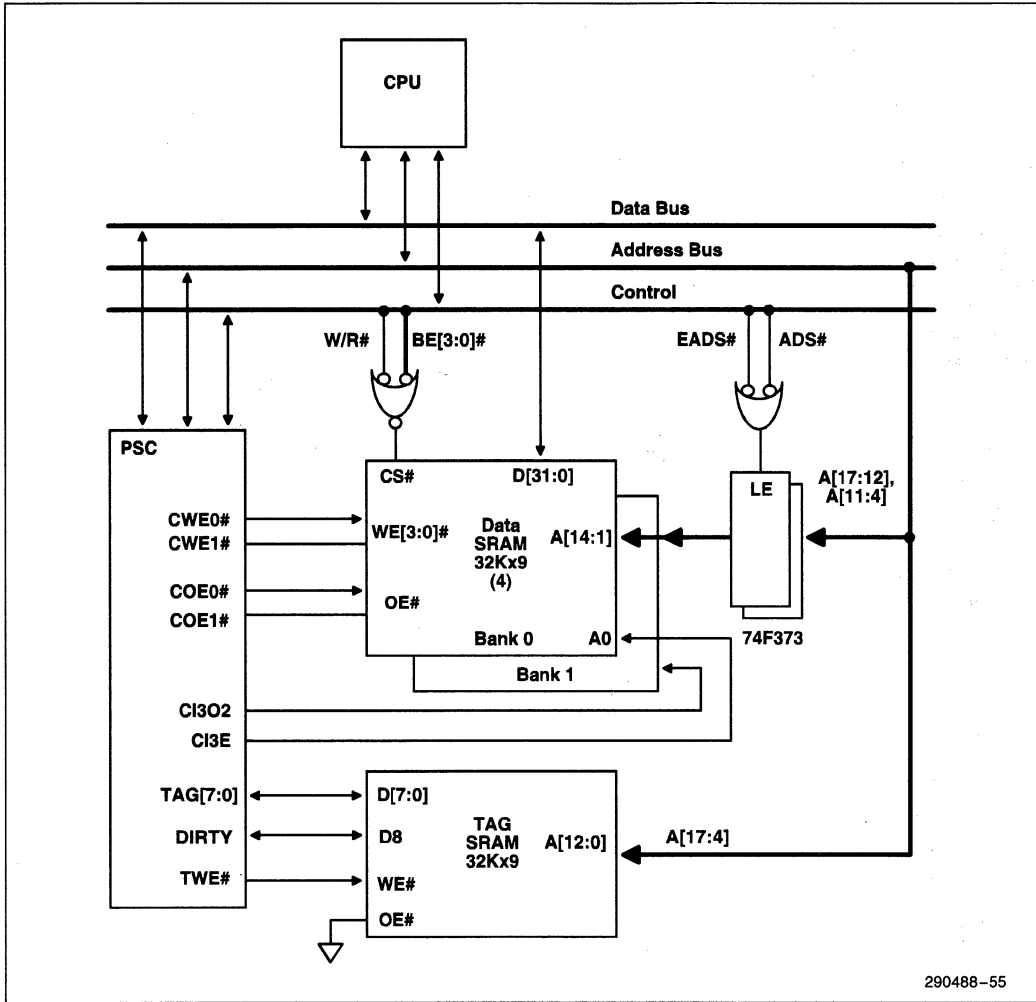 CPU
Data Bus
Address Bus
Control
W/R#
BE[3:0]#
EADS#
ADS#
PSC
CS#
D[31:0]
LE
A[17:12],
A[11:4]
CWE0#
CWE1#
WE[3:0]#
Data
SRAM
32Kx9
(4)
A[14:1]
COE0#
COE1#
OE#
74F373
Bank 0
A0
Bank 1
CI3O2
CI3E
TAG[7:0]
D[7:0]
TAG
SRAM
32Kx9
A[12:0]
A[17:4]
DIRTY
D8
TWE#
WE#
OE#
290488-55